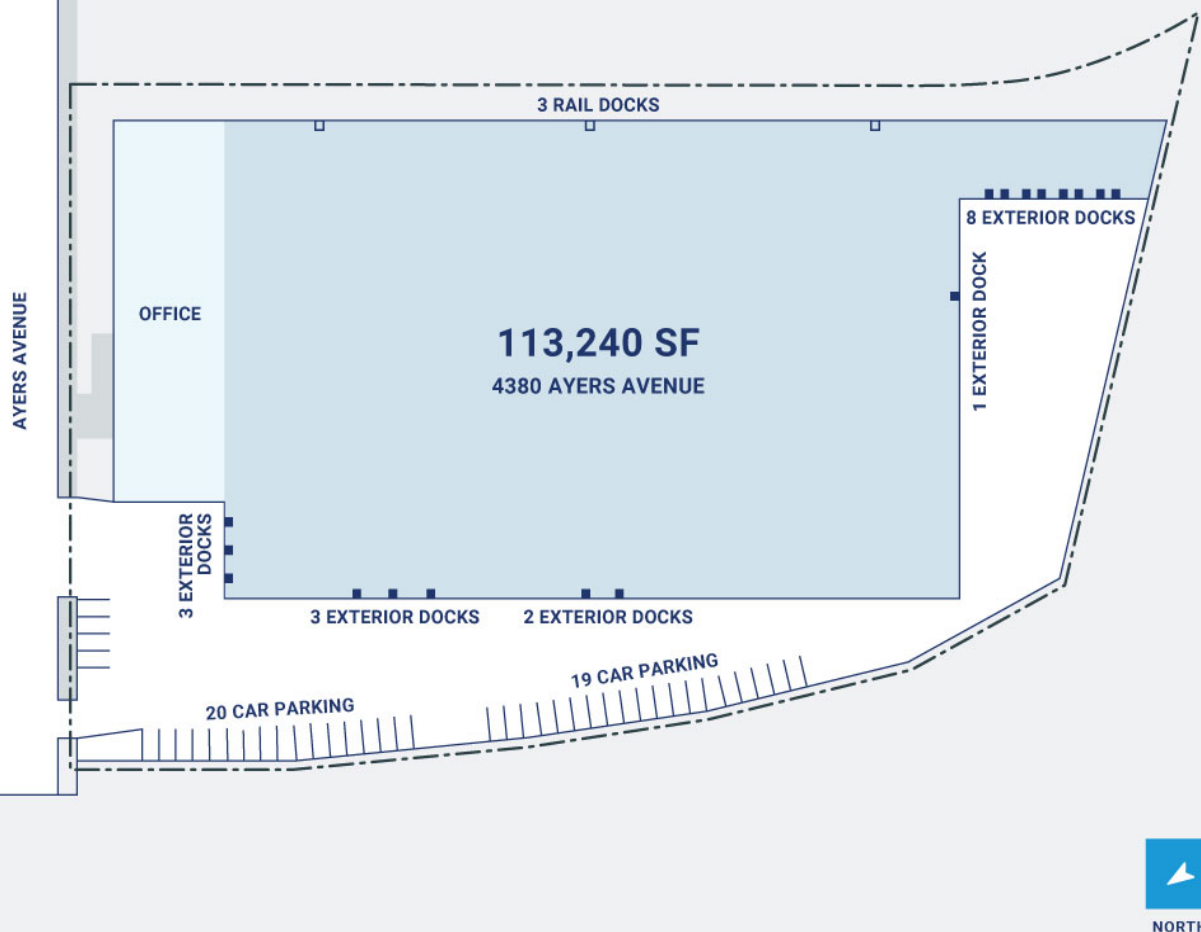 3 RAIL DOCKS
8 EXTERIOR DOCKS
1 EXTERIOR DOCK
AYERS AVENUE
OFFICE
113,240 SF
4380 AYERS AVENUE
3 EXTERIOR
DOCKS
3 EXTERIOR DOCKS
2 EXTERIOR DOCKS
19 CAR PARKING
20 CAR PARKING
NORTH